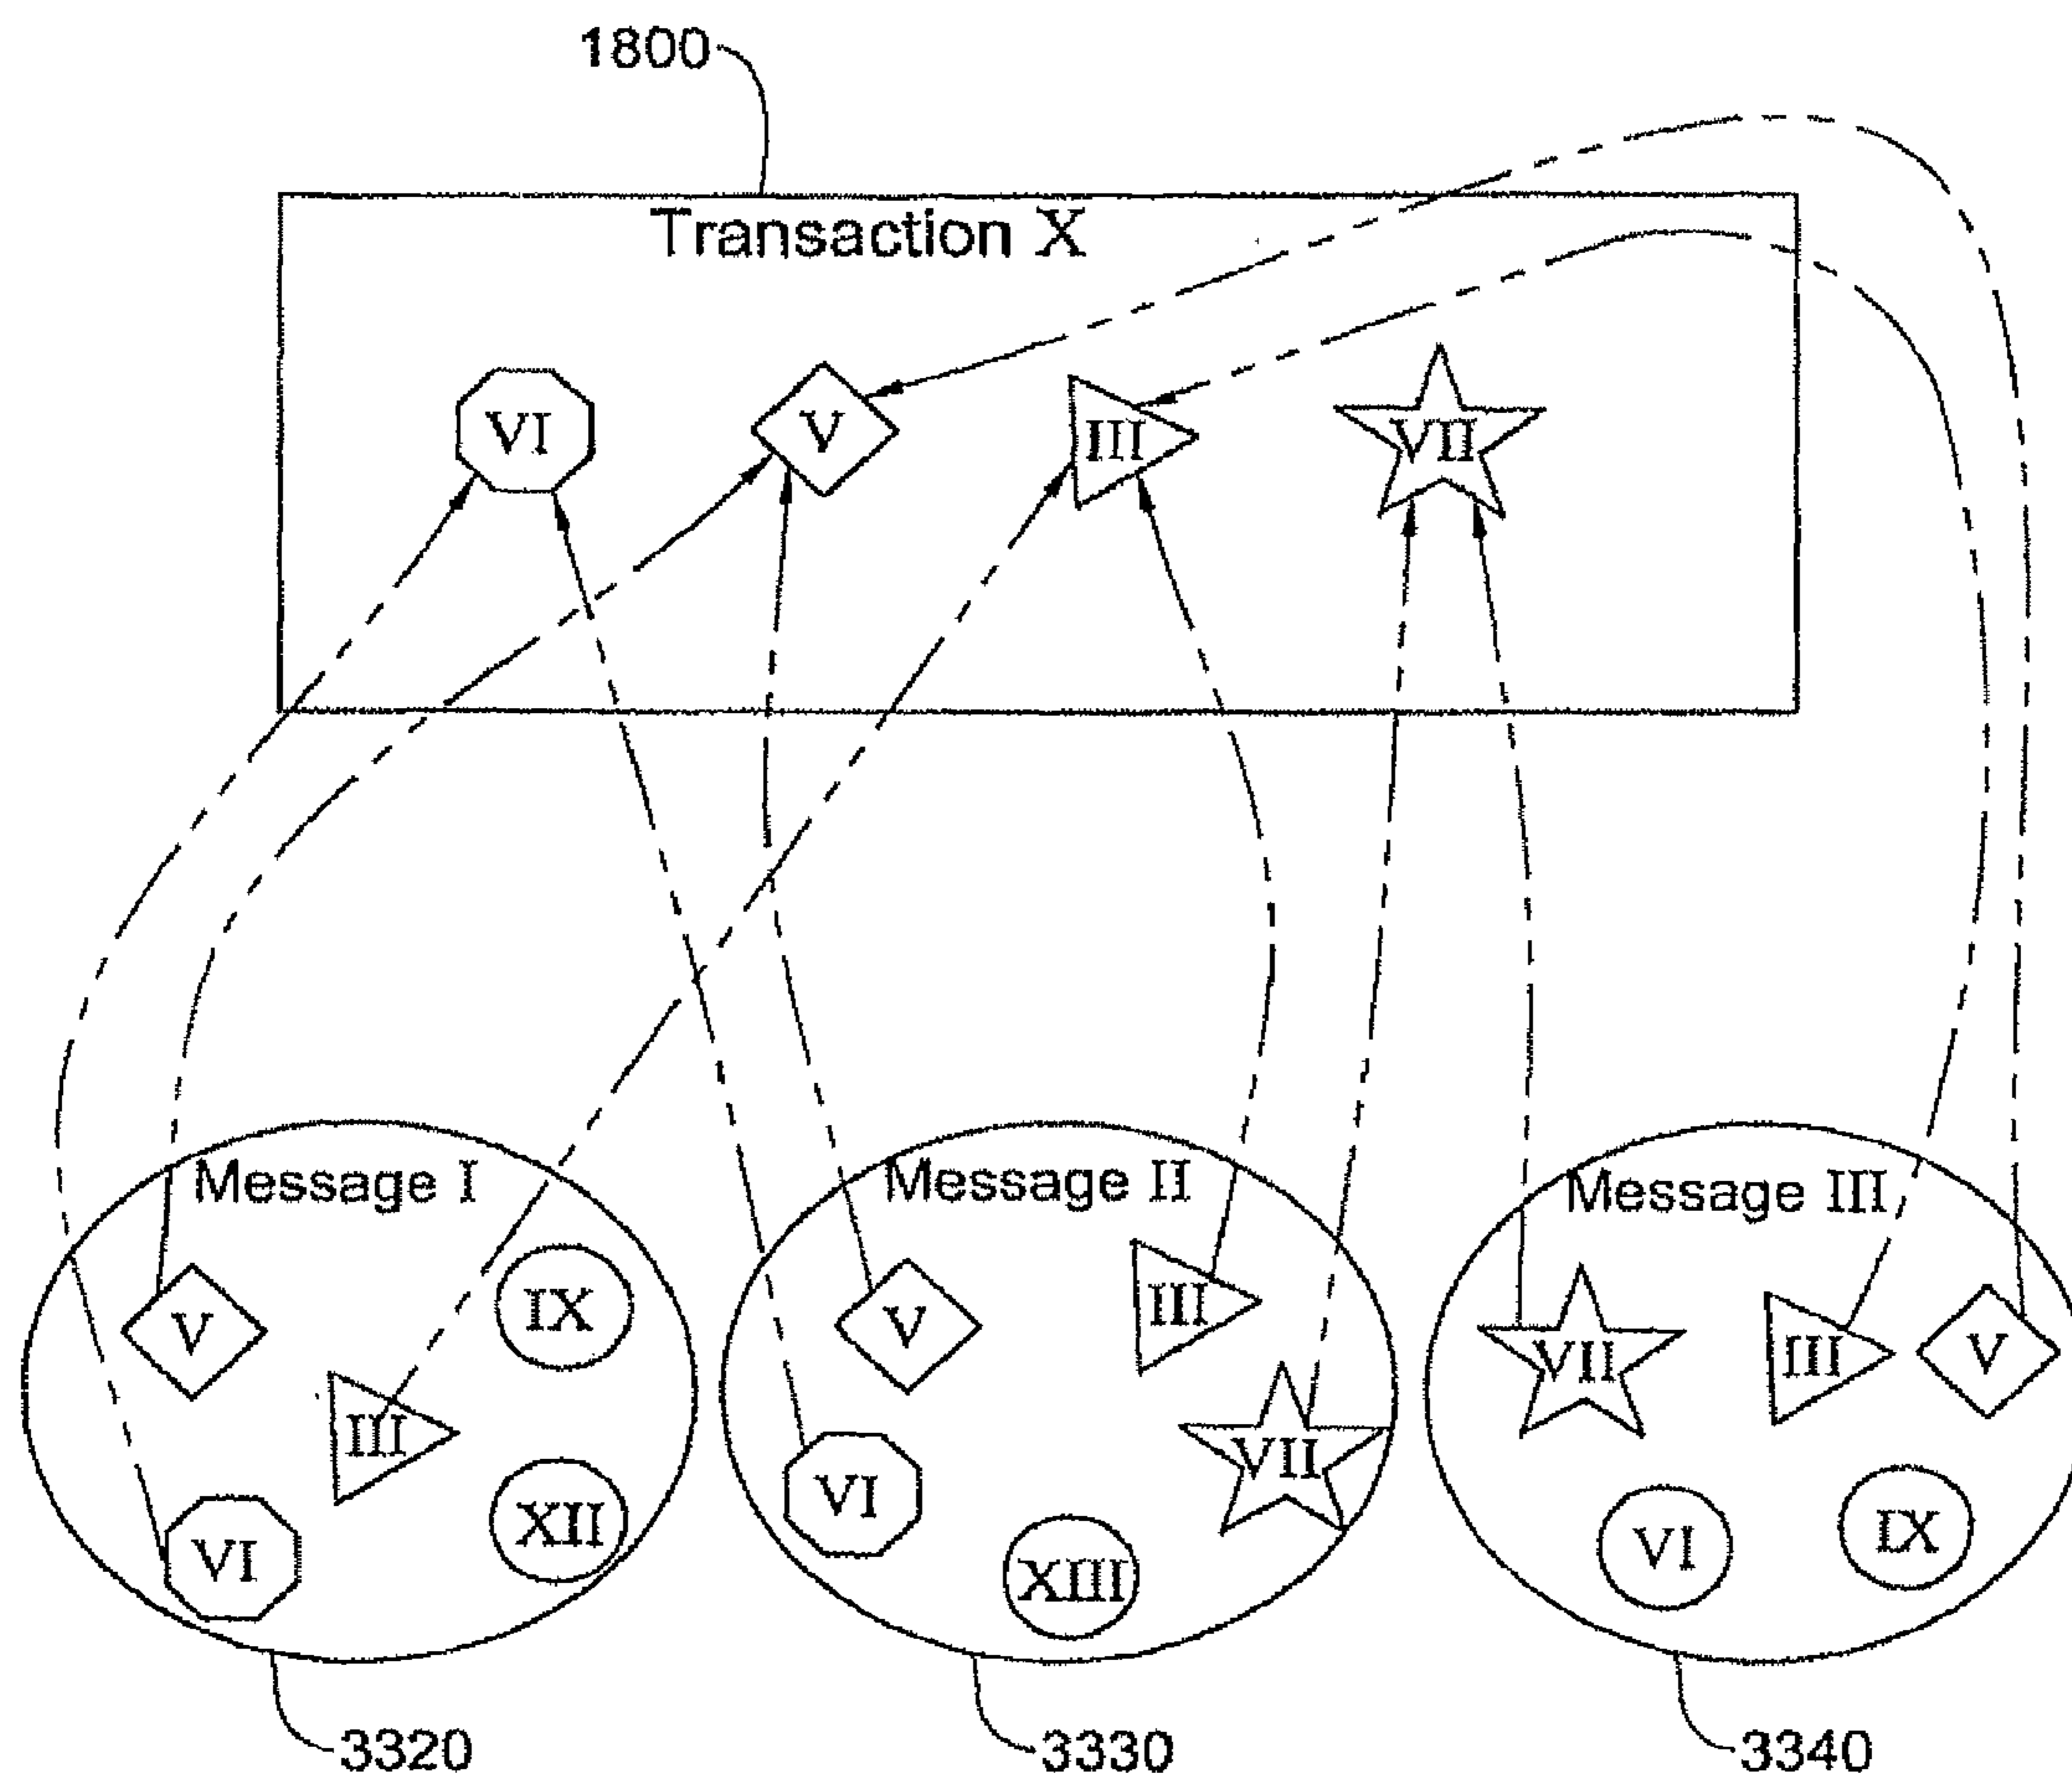 1800
Transaction X
VI V III VII
Message I
V IX
III
VI XII
Message II
V III
VI VII
XIII
Message III
VII III V
VI IX
3320 3330 3340